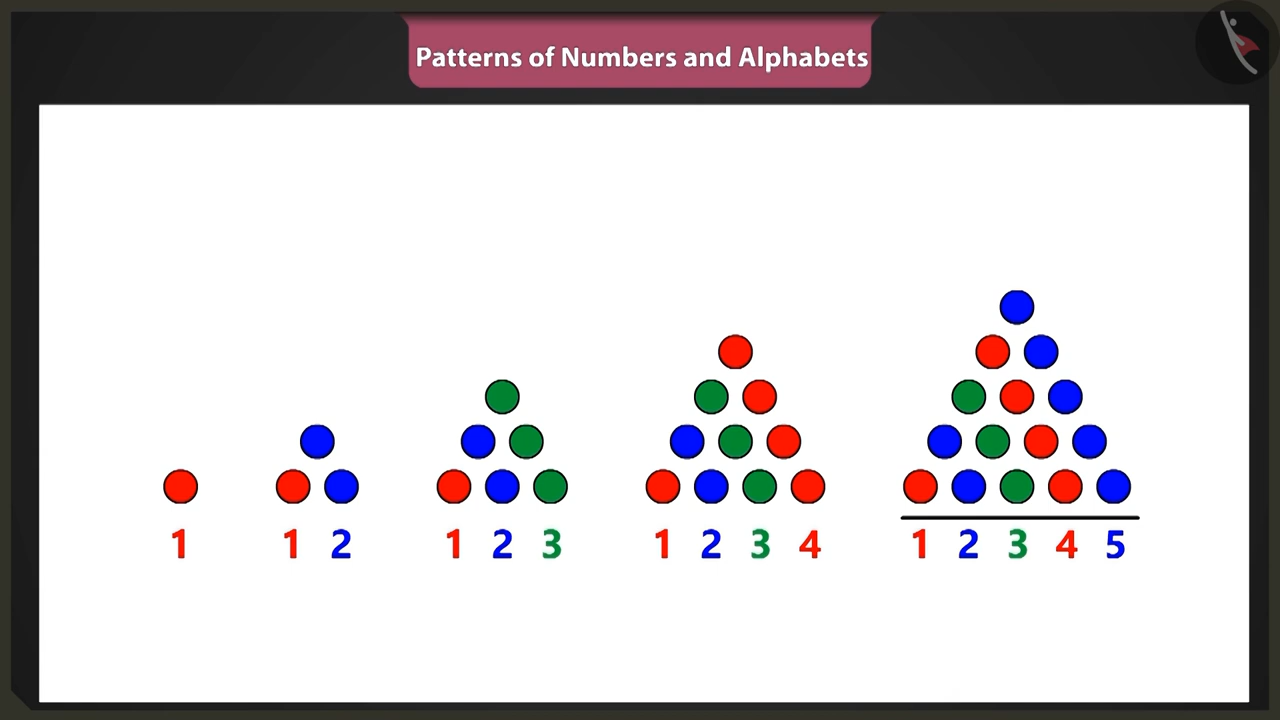 Patterns of Numbers and Alphabets
1 1 2 1 2 3 1 2 3 4 1 2 3 4 5